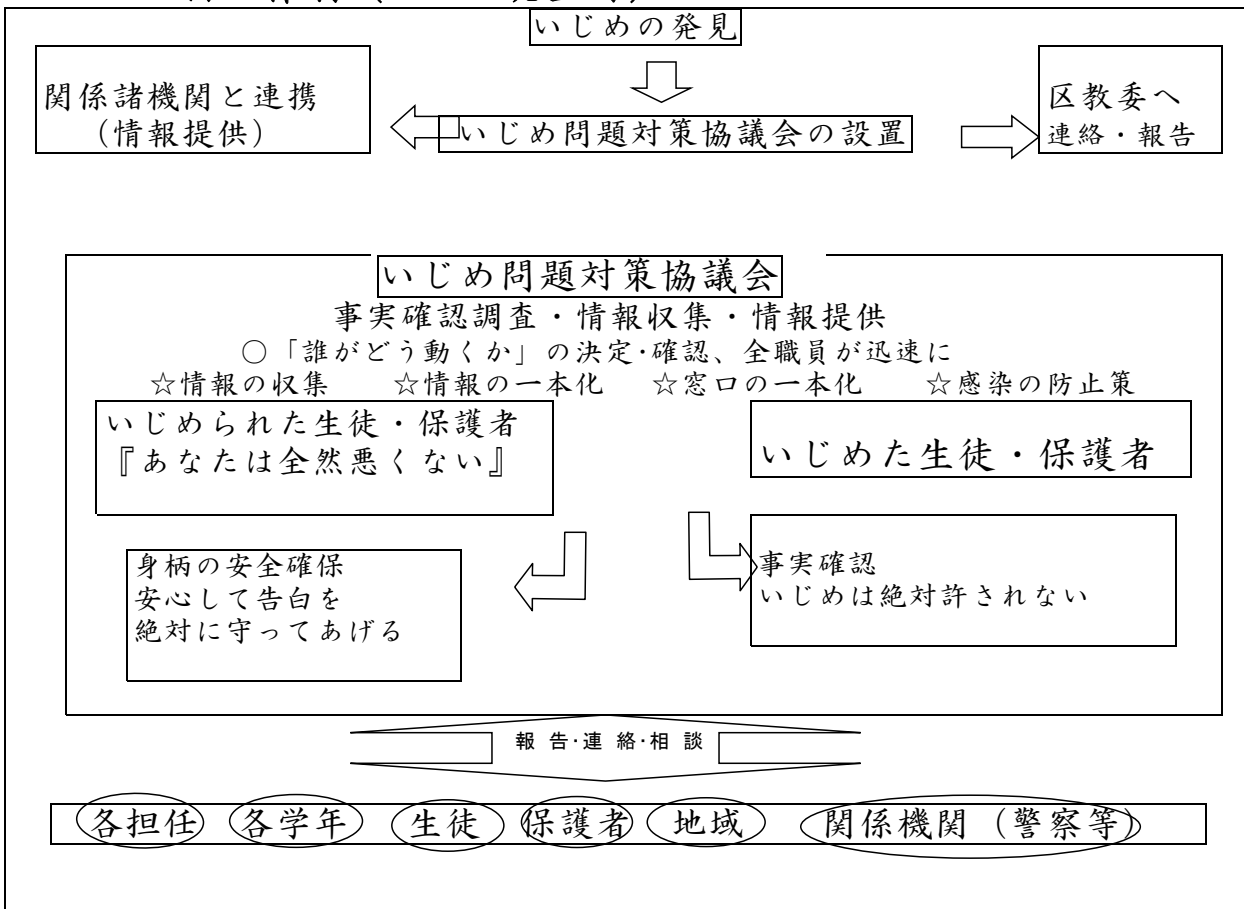 いじめの発見
関係諸機関と連携
(情報提供)
いじめ問題対策協議会の設置
区教委へ
連絡・報告
いじめ問題対策協議会
事実確認調査・情報収集・情報提供
○「誰がどう動くか」の決定・確認、全職員が迅速に
☆情報の収集 ☆情報の一本化 ☆窓口の一本化 ☆感染の防止策
いじめられた生徒・保護者
『あなたは全然悪くない』
いじめた生徒・保護者
身柄の安全確保
安心して告白を
絶対に守ってあげる
事実確認
いじめは絶対許されない
報告・連絡・相談
各担任 各学年 生徒 保護者 地域 関係機関(警察等)